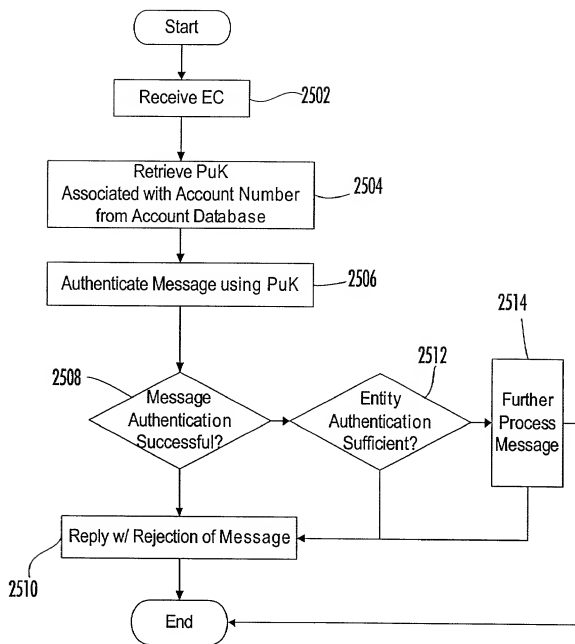 Start
Receive EC
2502
Retrieve PuK
Associated with Account Number
from Account Database
2504
Authenticate Message using PuK
2506
2508
Message
Authentication
Successful?
2512
Entity
Authentication
Sufficient?
2514
Further
Process
Message
Reply w/ Rejection of Message
2510
End